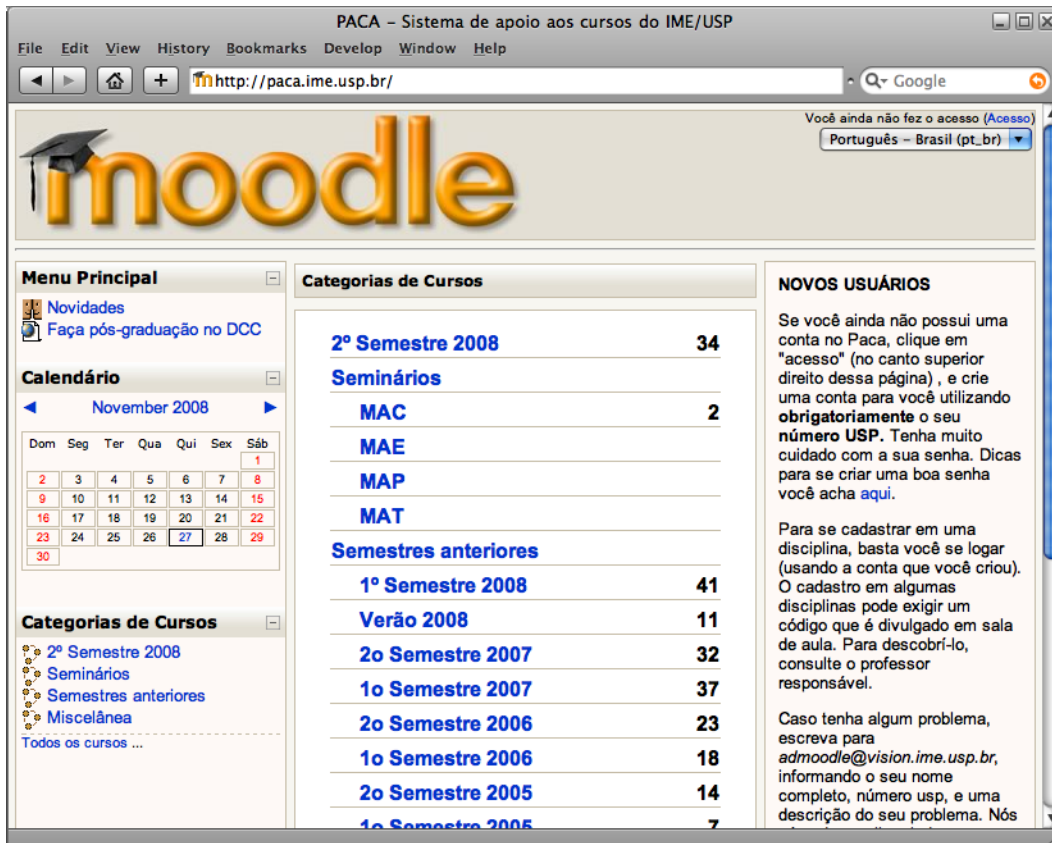 PACA – Sistema de apoio aos cursos do IME/USP
File Edit View History Bookmarks Develop Window Help
http://paca.ime.usp.br/
Google
Você ainda não fez o acesso (Acesso)
Português – Brasil (pt_br)
moodle
Menu Principal
Novidades
Faça pós-graduação no DCC
Calendário
November 2008
Dom Seg Ter Qua Qui Sex Sáb
1
2 3 4 5 6 7 8
9 10 11 12 13 14 15
16 17 18 19 20 21 22
23 24 25 26 27 28 29
30
Categorias de Cursos
2º Semestre 2008
Seminários
Semestres anteriores
Miscelânea
Todos os cursos ...
Categorias de Cursos
2º Semestre 2008 34
Seminários
MAC 2
MAE
MAP
MAT
Semestres anteriores
1º Semestre 2008 41
Verão 2008 11
2o Semestre 2007 32
1o Semestre 2007 37
2o Semestre 2006 23
1o Semestre 2006 18
2o Semestre 2005 14
1o Semestre 2005 7
NOVOS USUÁRIOS
Se você ainda não possui uma
conta no Paca, clique em
"acesso" (no canto superior
direito dessa página) , e crie
uma conta para você utilizando
obrigatoriamente o seu
número USP. Tenha muito
cuidado com a sua senha. Dicas
para se criar uma boa senha
você acha aqui.
Para se cadastrar em uma
disciplina, basta você se logar
(usando a conta que você criou).
O cadastro em algumas
disciplinas pode exigir um
código que é divulgado em sala
de aula. Para descobrí-lo,
consulte o professor
responsável.
Caso tenha algum problema,
escreva para
admoodle@vision.ime.usp.br,
informando o seu nome
completo, número usp, e uma
descrição do seu problema. Nós